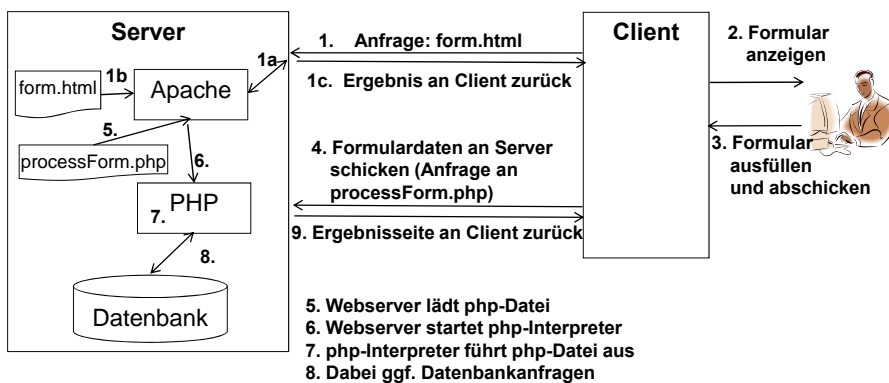 Server
1. Anfrage: form.html
Client
2. Formular
anzeigen
1a
1b
form.html
Apache
1c. Ergebnis an Client zurück
5.
processForm.php
6.
4. Formulardaten an Server
schicken (Anfrage an
processForm.php)
3. Formular
ausfüllen
und abschicken
PHP
7.
9. Ergebnisseite an Client zurück
8.
Datenbank
5. Webserver lädt php-Datei
6. Webserver startet php-Interpreter
7. php-Interpreter führt php-Datei aus
8. Dabei ggf. Datenbankanfragen